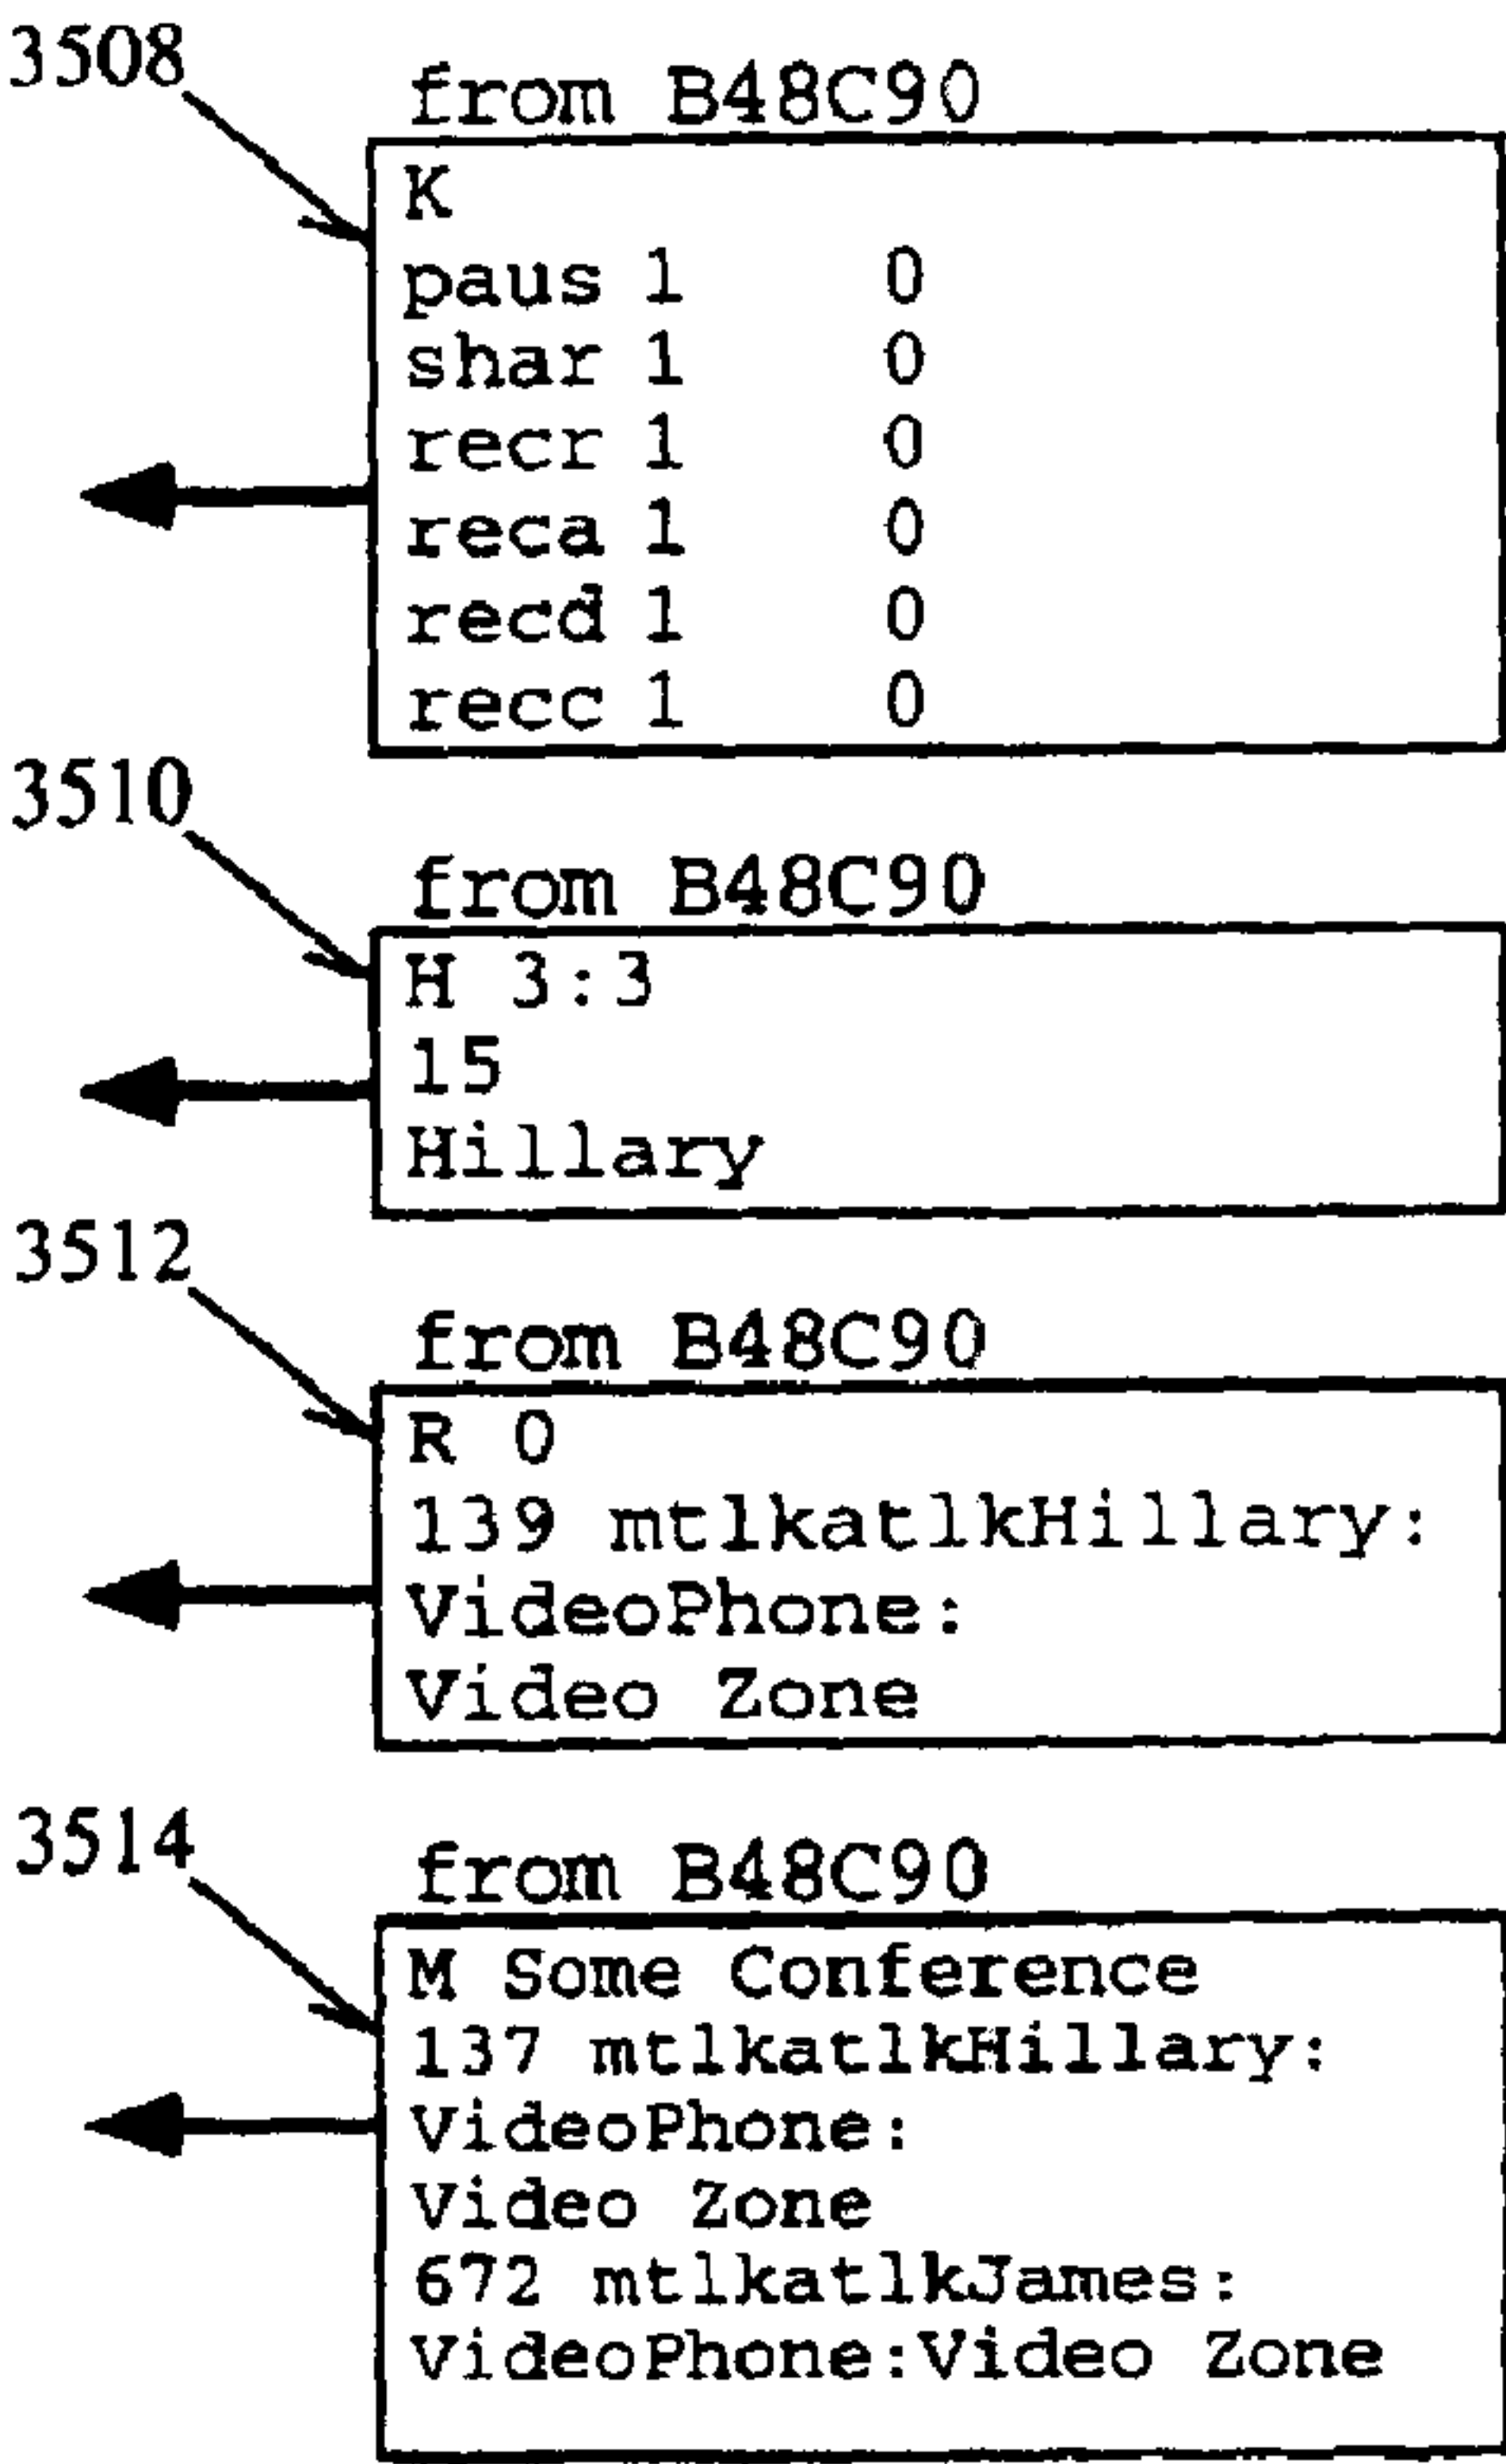 3508
from B48C90
K
paus 1 0
shar 1 0
recr 1 0
reca 1 0
recd 1 0
recc 1 0
3510
from B48C90
H 3:3
15
Hillary
3512
from B48C90
R 0
139 mtlkatlkHillary:
VideoPhone:
Video Zone
3514
from B48C90
M Some Conference
137 mtlkatlkHillary:
VideoPhone:
Video Zone
672 mtlkatlkJames:
VideoPhone:Video Zone